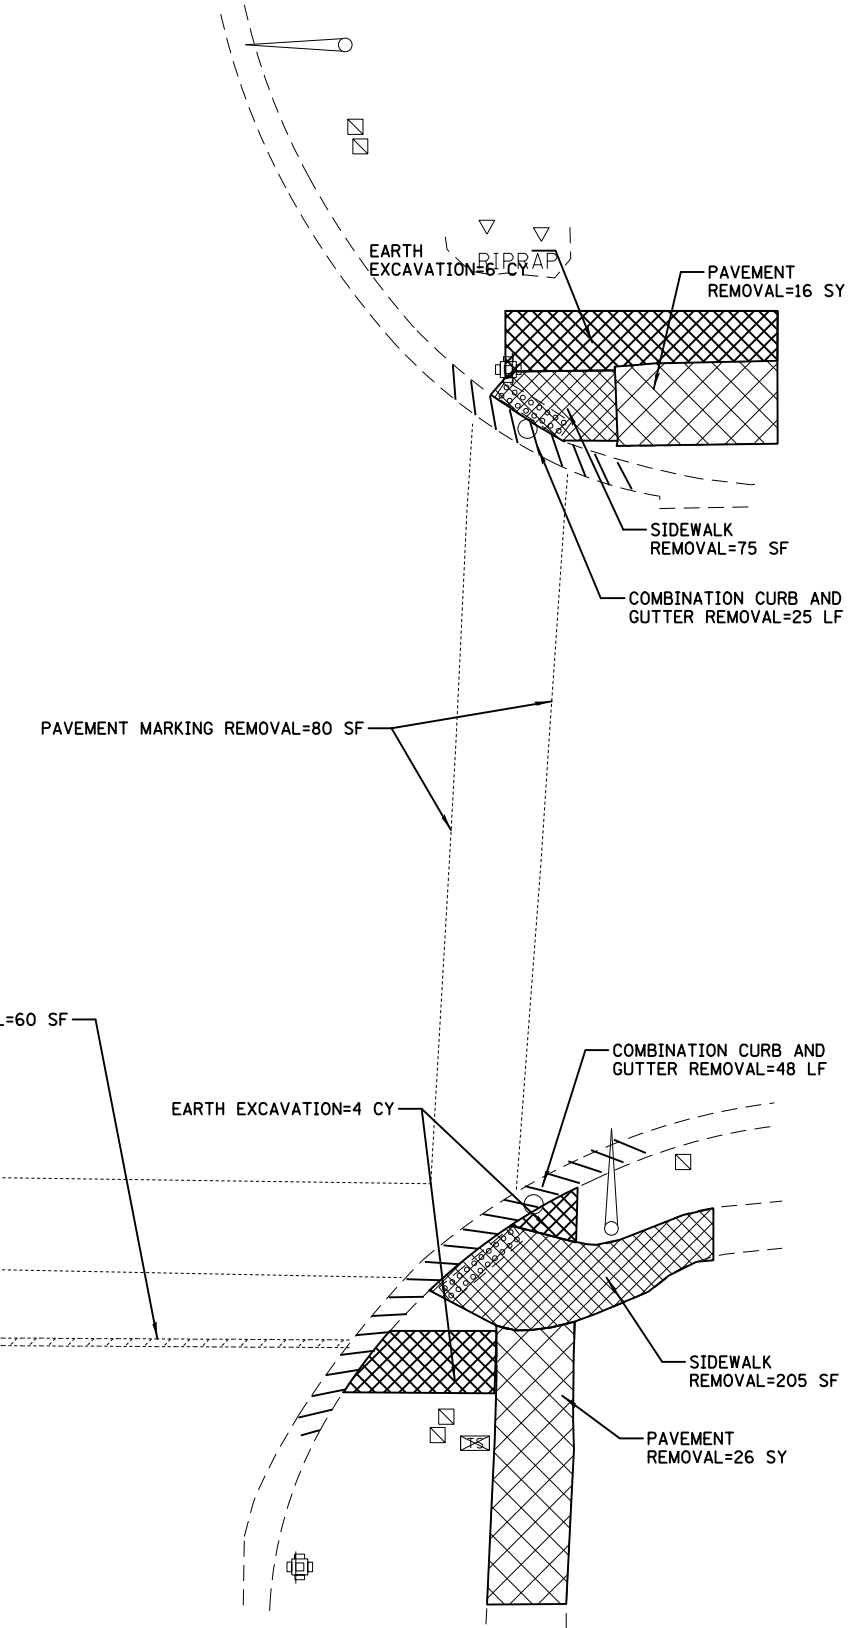 EARTH
EXCAVATION=6 CY
RIPRAP
PAVEMENT
REMOVAL=16 SY
SIDEWALK
REMOVAL=75 SF
COMBINATION CURB AND
GUTTER REMOVAL=25 LF
PAVEMENT MARKING REMOVAL=80 SF
=60 SF
COMBINATION CURB AND
GUTTER REMOVAL=48 LF
EARTH EXCAVATION=4 CY
SIDEWALK
REMOVAL=205 SF
TS
PAVEMENT
REMOVAL=26 SY